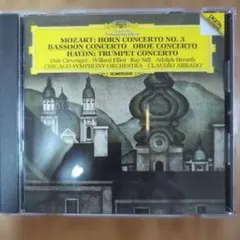 MOZART: HORN CONCERTO NO. 3
BASSOON CONCERTO · OBOE CONCERTO
HAYDN: TRUMPET CONCERTO
Dale Clevenger · Willard Elliot · Ray Still · Adolph Herseth
CHICAGO SYMPHONY ORCHESTRA · CLAUDIO ABBADO